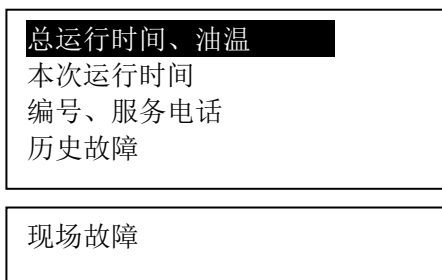 总运行时间、油温
本次运行时间
编号、服务电话
历史故障
现场故障